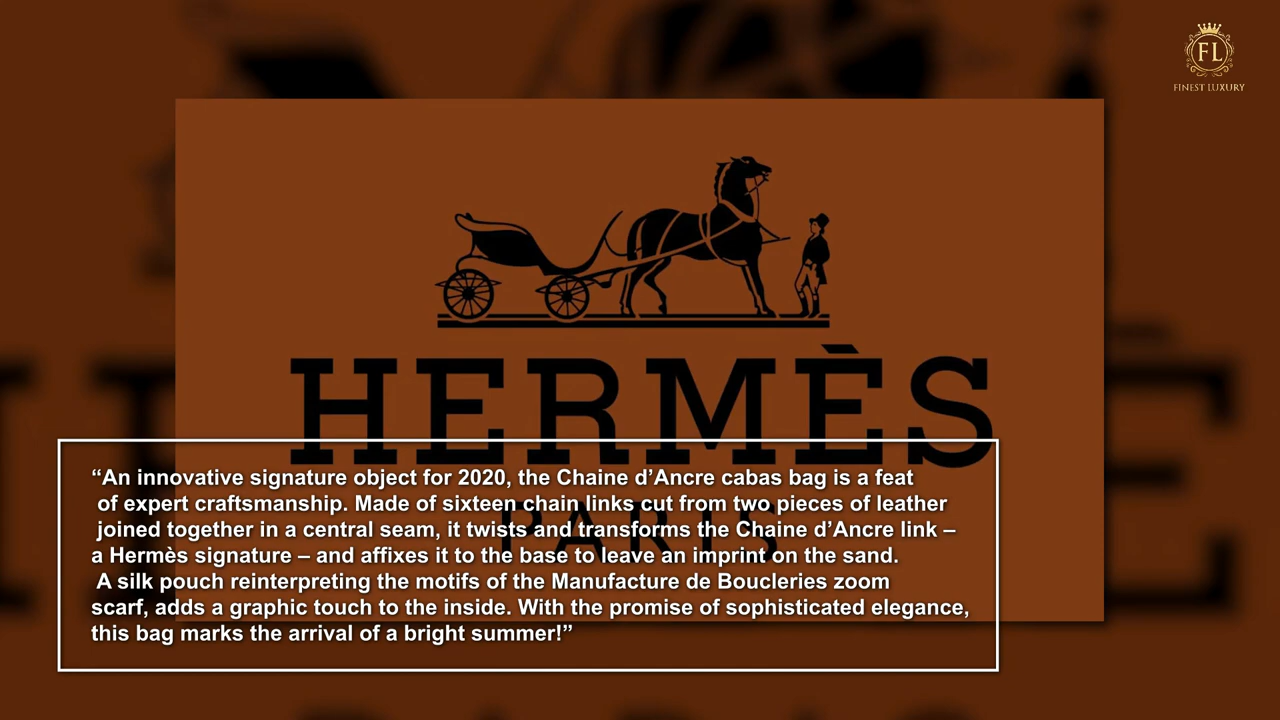 FL
FINEST LUXURY
HERMÈS
PARIS
“An innovative signature object for 2020, the Chaine d’Ancre cabas bag is a feat
of expert craftsmanship. Made of sixteen chain links cut from two pieces of leather
joined together in a central seam, it twists and transforms the Chaine d’Ancre link –
a Hermès signature – and affixes it to the base to leave an imprint on the sand.
A silk pouch reinterpreting the motifs of the Manufacture de Boucleries zoom
scarf, adds a graphic touch to the inside. With the promise of sophisticated elegance,
this bag marks the arrival of a bright summer!”